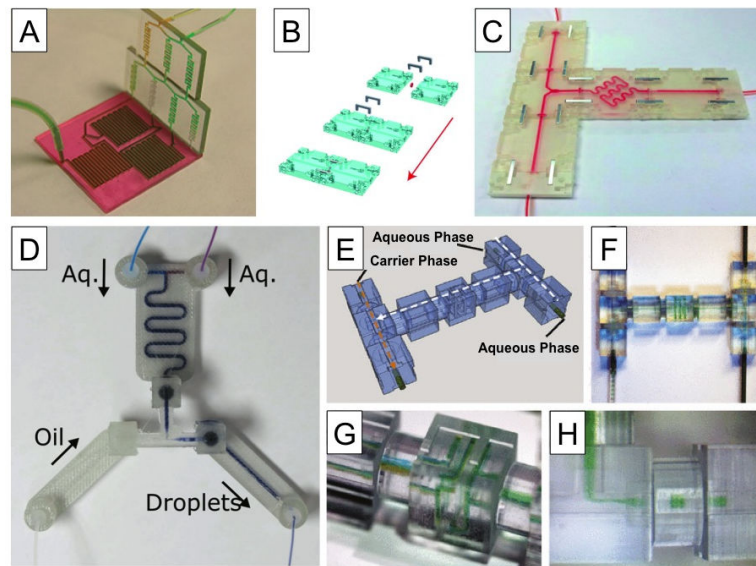 A
B
C
D
Aq.
Aq.
Oil
Droplets
E
Aqueous Phase
Carrier Phase
Aqueous Phase
F
G
H